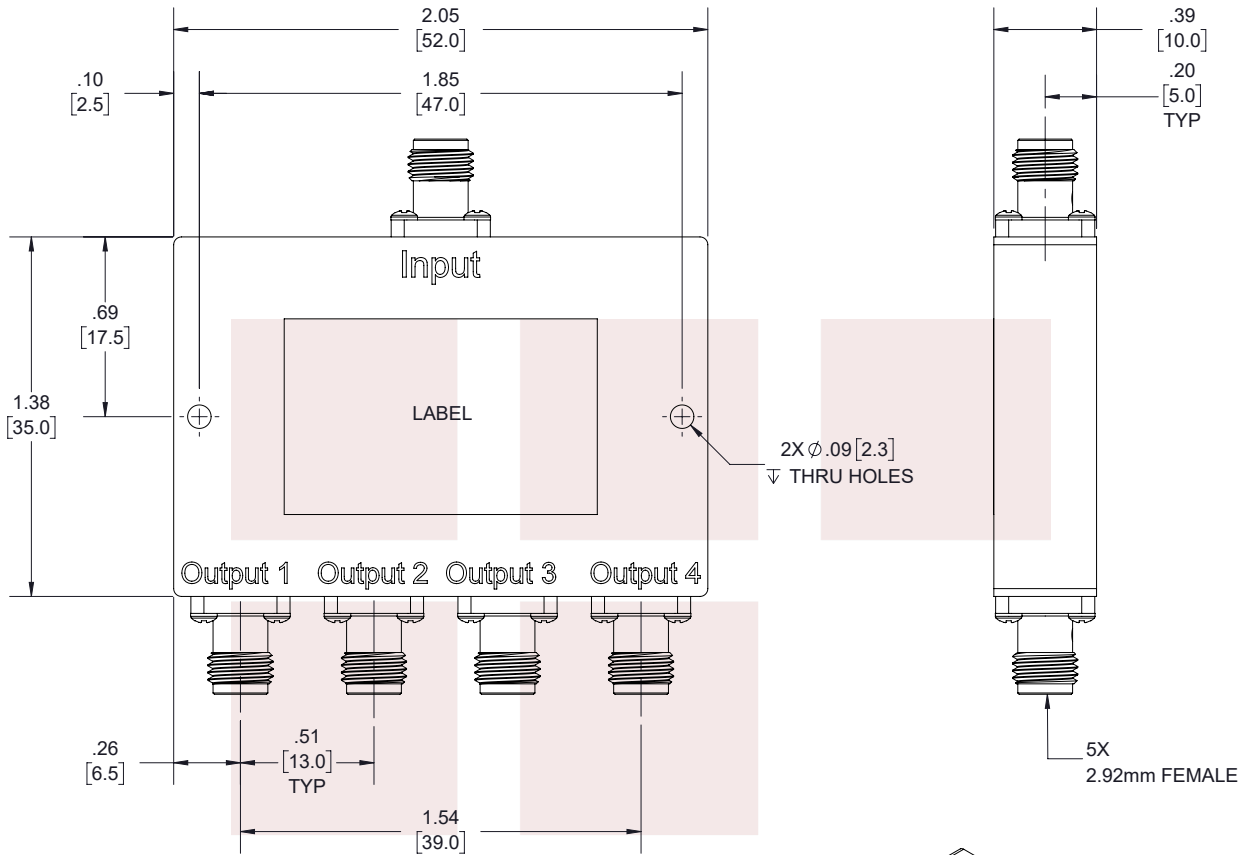 2.05
[52.0]
.39
[10.0]
.10
[2.5]
1.85
[47.0]
.20
[5.0]
TYP
Input
.69
[17.5]
1.38
[35.0]
LABEL
2X ⌀.09[2.3]
↧ THRU HOLES
Output 1 Output 2 Output 3 Output 4
.26
[6.5]
.51
[13.0]
TYP
5X
2.92mm FEMALE
1.54
[39.0]